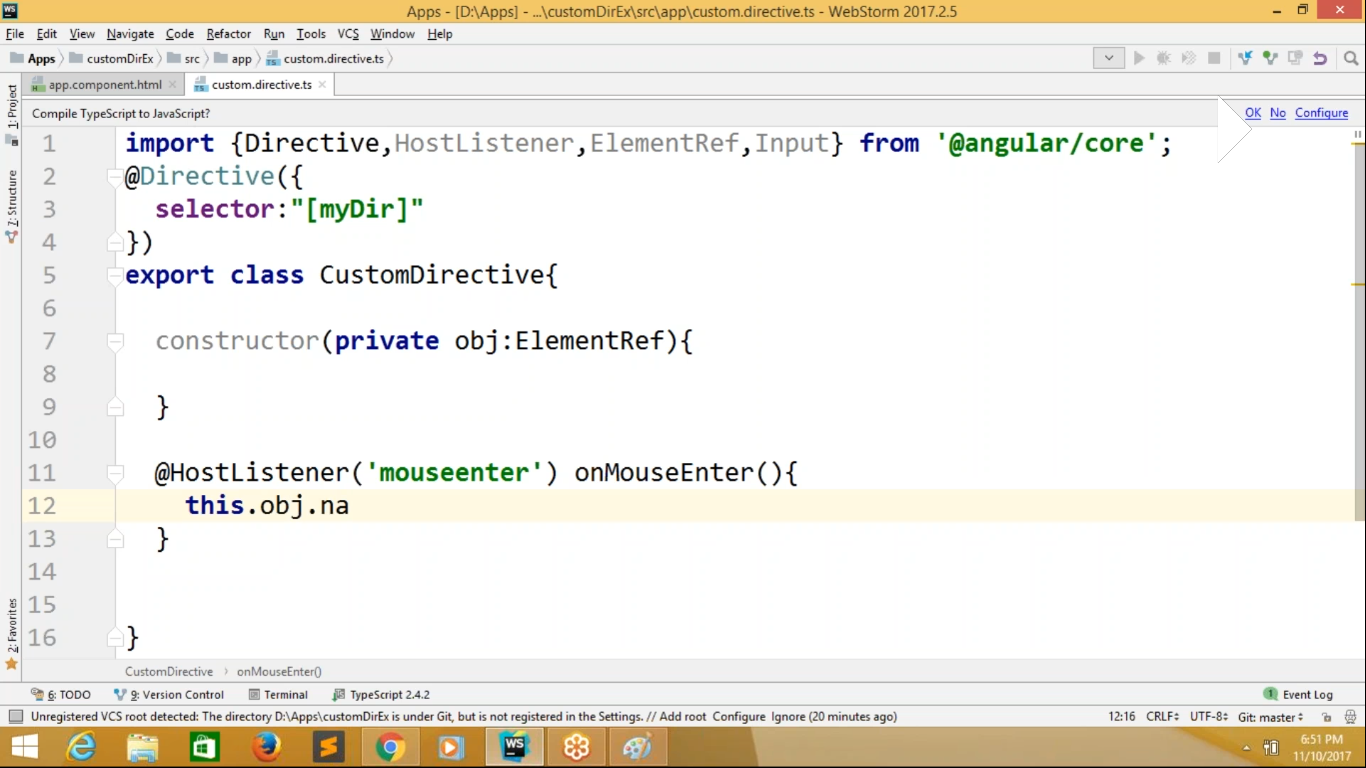 WS
Apps - [D:\Apps] - ...\customDirEx\src\app\custom.directive.ts - WebStorm 2017.2.5
File Edit View Navigate Code Refactor Run Tools VCS Window Help
Apps customDirEx src app custom.directive.ts
app.component.html custom.directive.ts
1: Project
7: Structure
2: Favorites
Compile TypeScript to JavaScript? OK No Configure
1 import {Directive,HostListener,ElementRef,Input} from '@angular/core';
2 @Directive({
3 selector:"[myDir]"
4 })
5 export class CustomDirective{
6
7 constructor(private obj:ElementRef){
8
9 }
10
11 @HostListener('mouseenter') onMouseEnter(){
12 this.obj.na
13 }
14
15
16 }
CustomDirective onMouseEnter()
6: TODO 9: Version Control Terminal TypeScript 2.4.2 1 Event Log
Unregistered VCS root detected: The directory D:\Apps\customDirEx is under Git, but is not registered in the Settings. // Add root Configure Ignore (20 minutes ago) 12:16 CRLF UTF-8 Git: master
WS
6:51 PM
11/10/2017